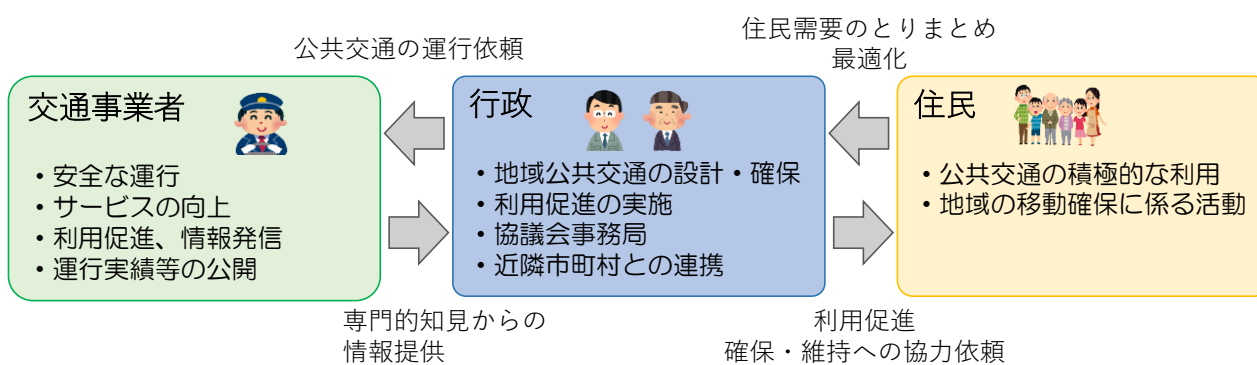 公共交通の運行依頼
住民需要のとりまとめ
最適化
交通事業者
・安全な運行
・サービスの向上
・利用促進、情報発信
・運行実績等の公開
行政
・地域公共交通の設計・確保
・利用促進の実施
・協議会事務局
・近隣市町村との連携
住民
・公共交通の積極的な利用
・地域の移動確保に係る活動
専門的知見からの
情報提供
利用促進
確保・維持への協力依頼